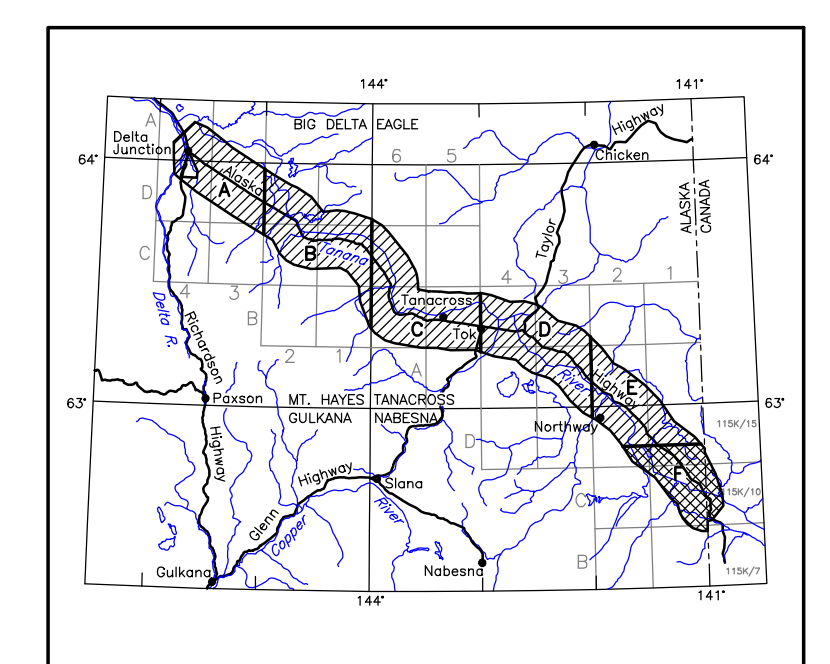 144°
141°
A
BIG DELTA EAGLE
Highway
Delta
Junction
64°
6
5
Chicken
64°
Alaska
D
A
ALASKA
CANADA
Taylor
C
B
Tanana
4
3
4
3
2
1
Tanacross
Delta R.
Richardson
B
C
Tok
D
2
1
A
River
Highway
E
63°
Paxson
MT. HAYES TANACROSS
GULKANA NABESNA
63°
115K/15
Northway
Highway
D
F
Highway
Slana
115K/10
C
Glenn
Copper
River
Gulkana
Nabesna
B
115K/7
144°
141°